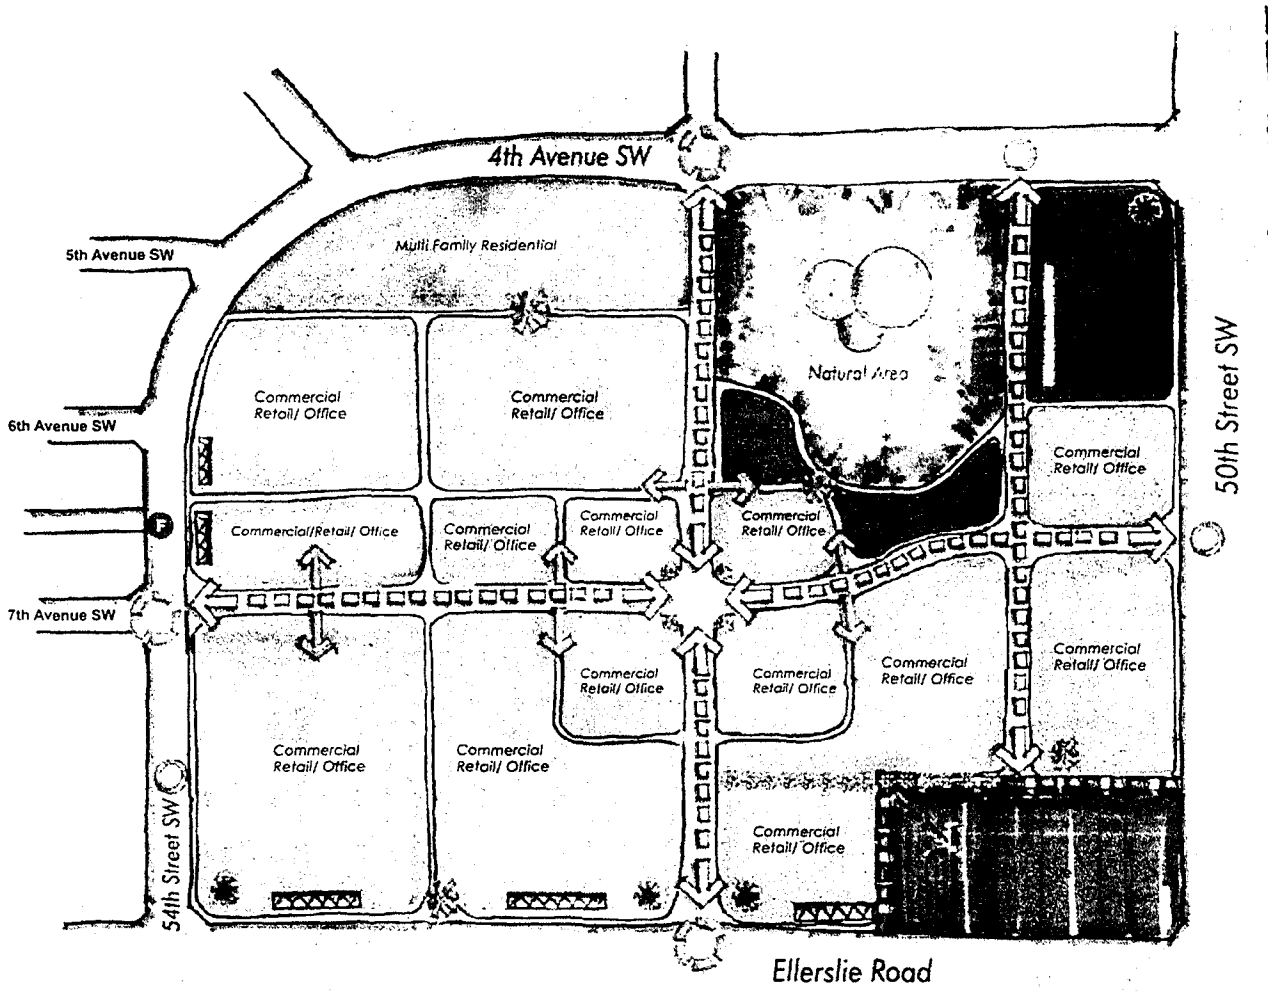 4th Avenue SW
Multi Family Residential
5th Avenue SW
50th Street SW
Natural Area
Commercial
Retail/ Office
Commercial
Retail/ Office
6th Avenue SW
Commercial
Retail/ Office
Commercial/Retail/ Office
Commercial
Retail/ Office
Commercial
Retail/ Office
Commercial
Retail/ Office
7th Avenue SW
Commercial
Retail/ Office
Commercial
Retail/ Office
Commercial
Retail/ Office
Commercial
Retail/ Office
Commercial
Retail/ Office
Commercial
Retail/ Office
54th Street SW
Commercial
Retail/ Office
Ellerslie Road